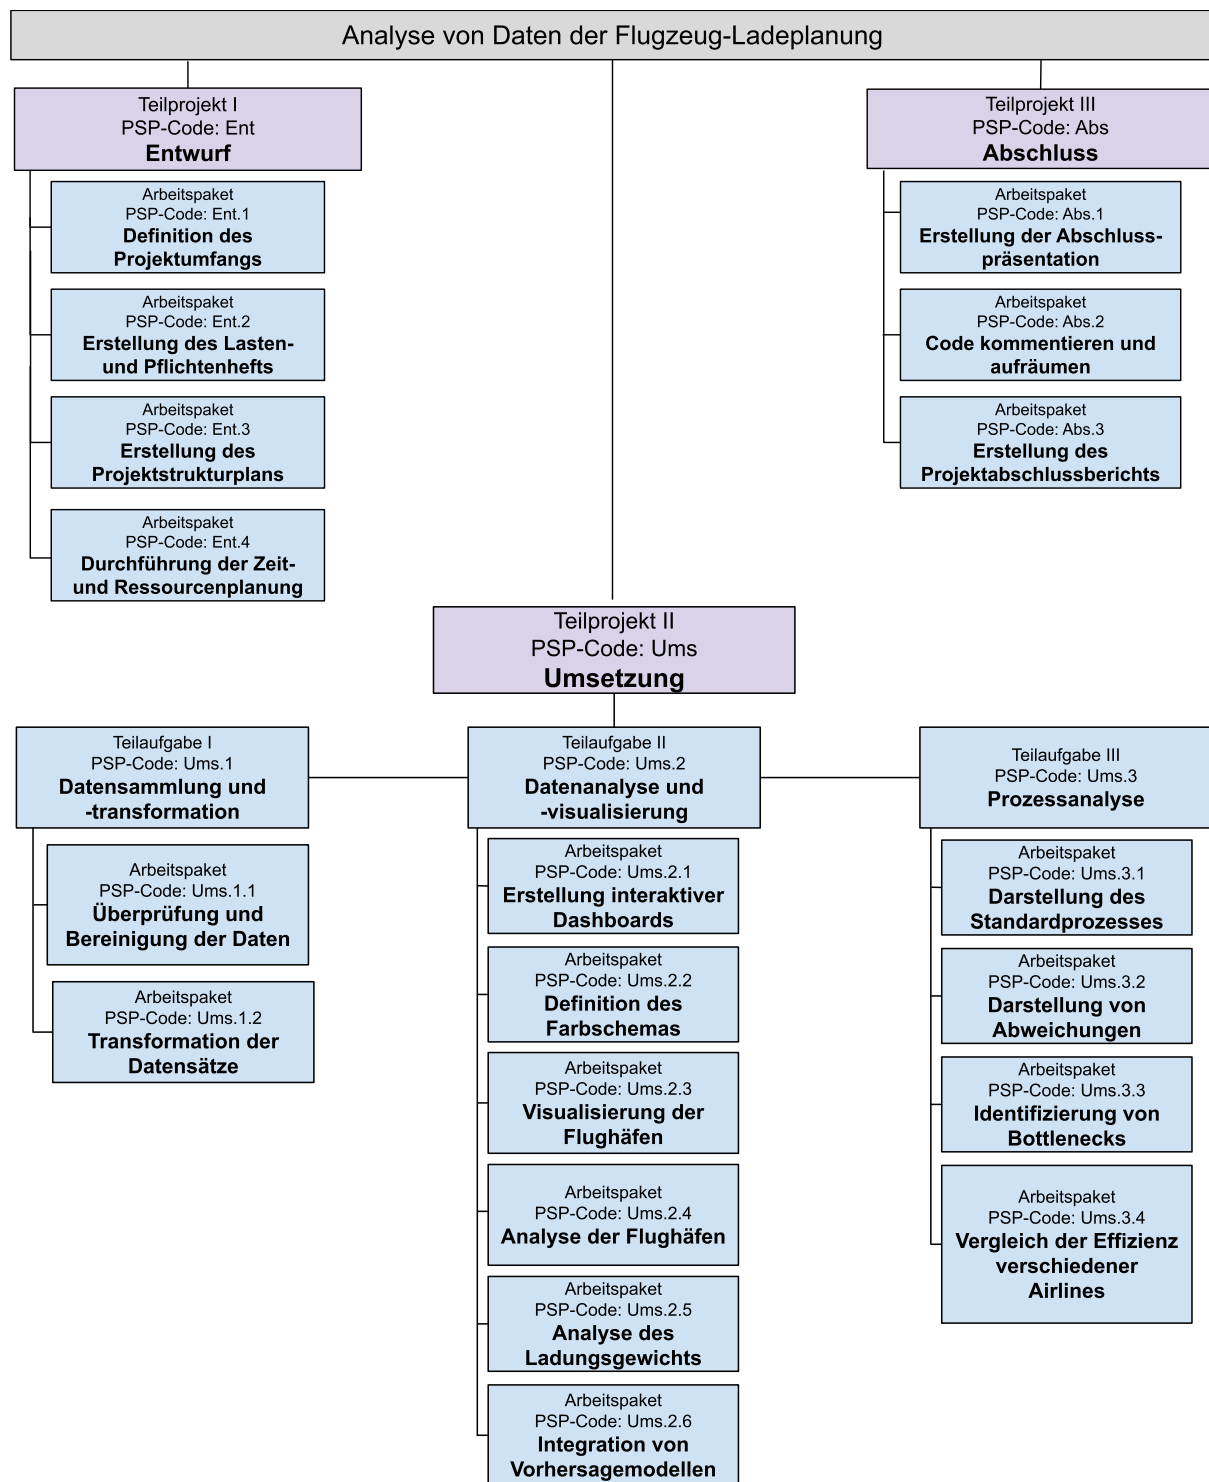 Analyse von Daten der Flugzeug-Ladeplanung
Teilprojekt I
PSP-Code: Ent
Entwurf
Arbeitspaket
PSP-Code: Ent.1
Definition des
Projektumfangs
Arbeitspaket
PSP-Code: Ent.2
Erstellung des Lasten-
und Pflichtenhefts
Arbeitspaket
PSP-Code: Ent.3
Erstellung des
Projektstrukturplans
Arbeitspaket
PSP-Code: Ent.4
Durchführung der Zeit-
und Ressourcenplanung
Teilprojekt III
PSP-Code: Abs
Abschluss
Arbeitspaket
PSP-Code: Abs.1
Erstellung der Abschluss-
präsentation
Arbeitspaket
PSP-Code: Abs.2
Code kommentieren und
aufräumen
Arbeitspaket
PSP-Code: Abs.3
Erstellung des
Projektabschlussberichts
Teilprojekt II
PSP-Code: Ums
Umsetzung
Teilaufgabe I
PSP-Code: Ums.1
Datensammlung und
-transformation
Arbeitspaket
PSP-Code: Ums.1.1
Überprüfung und
Bereinigung der Daten
Arbeitspaket
PSP-Code: Ums.1.2
Transformation der
Datensätze
Teilaufgabe II
PSP-Code: Ums.2
Datenanalyse und
-visualisierung
Arbeitspaket
PSP-Code: Ums.2.1
Erstellung interaktiver
Dashboards
Arbeitspaket
PSP-Code: Ums.2.2
Definition des
Farbschemas
Arbeitspaket
PSP-Code: Ums.2.3
Visualisierung der
Flughäfen
Arbeitspaket
PSP-Code: Ums.2.4
Analyse der Flughäfen
Arbeitspaket
PSP-Code: Ums.2.5
Analyse des
Ladungsgewichts
Arbeitspaket
PSP-Code: Ums.2.6
Integration von
Vorhersagemodellen
Teilaufgabe III
PSP-Code: Ums.3
Prozessanalyse
Arbeitspaket
PSP-Code: Ums.3.1
Darstellung des
Standardprozesses
Arbeitspaket
PSP-Code: Ums.3.2
Darstellung von
Abweichungen
Arbeitspaket
PSP-Code: Ums.3.3
Identifizierung von
Bottlenecks
Arbeitspaket
PSP-Code: Ums.3.4
Vergleich der Effizienz
verschiedener
Airlines